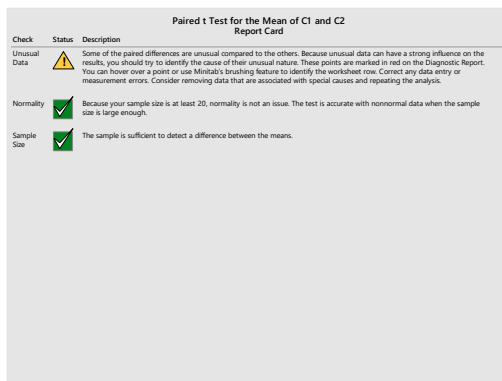 Paired t Test for the Mean of C1 and C2
Report Card
Check Status Description
Unusual Data
Some of the paired differences are unusual compared to the others. Because unusual data can have a strong influence on the
results, you should try to identify the cause of their unusual nature. These points are marked in red on the Diagnostic Report.
You can hover over a point or use Minitab's brushing feature to identify the worksheet row. Correct any data entry or
measurement errors. Consider removing data that are associated with special causes and repeating the analysis.
Normality
Because your sample size is at least 20, normality is not an issue. The test is accurate with nonnormal data when the sample
size is large enough.
Sample Size
The sample is sufficient to detect a difference between the means.